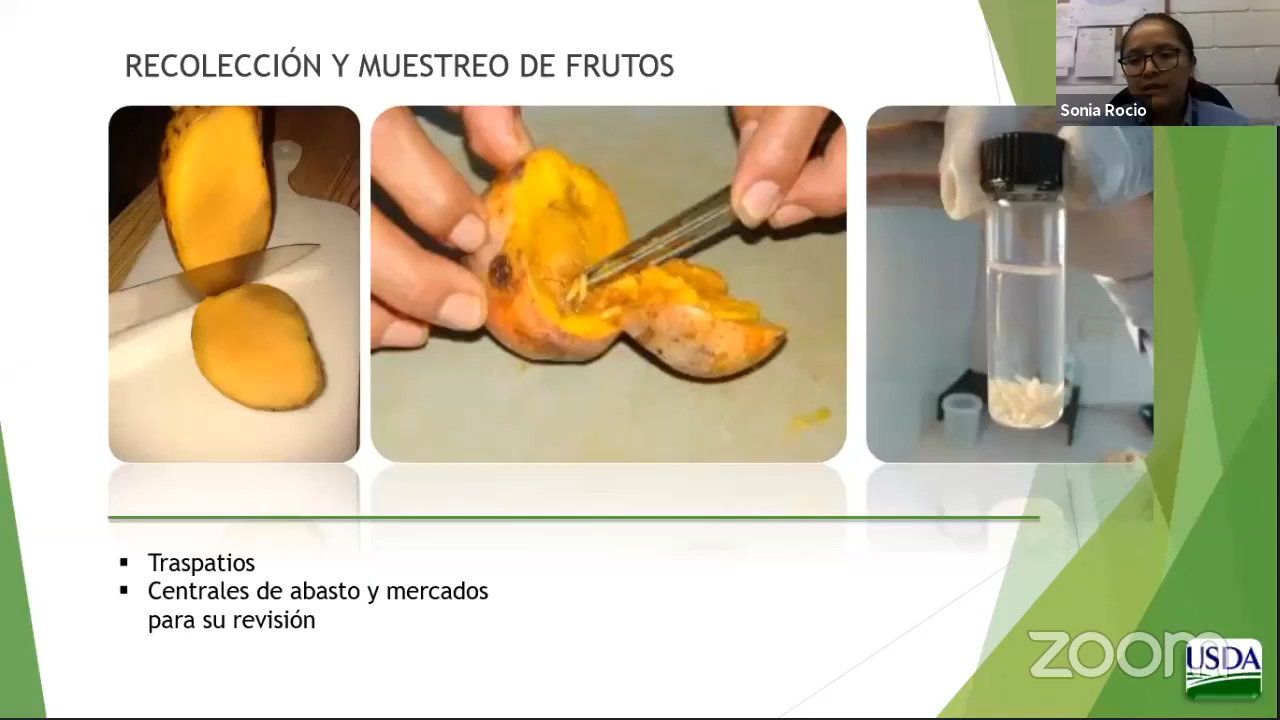 RECOLECCIÓN Y MUESTREO DE FRUTOS
Sonia Rocio
▪ Traspatios
▪ Centrales de abasto y mercados
para su revisión
zoom
USDA